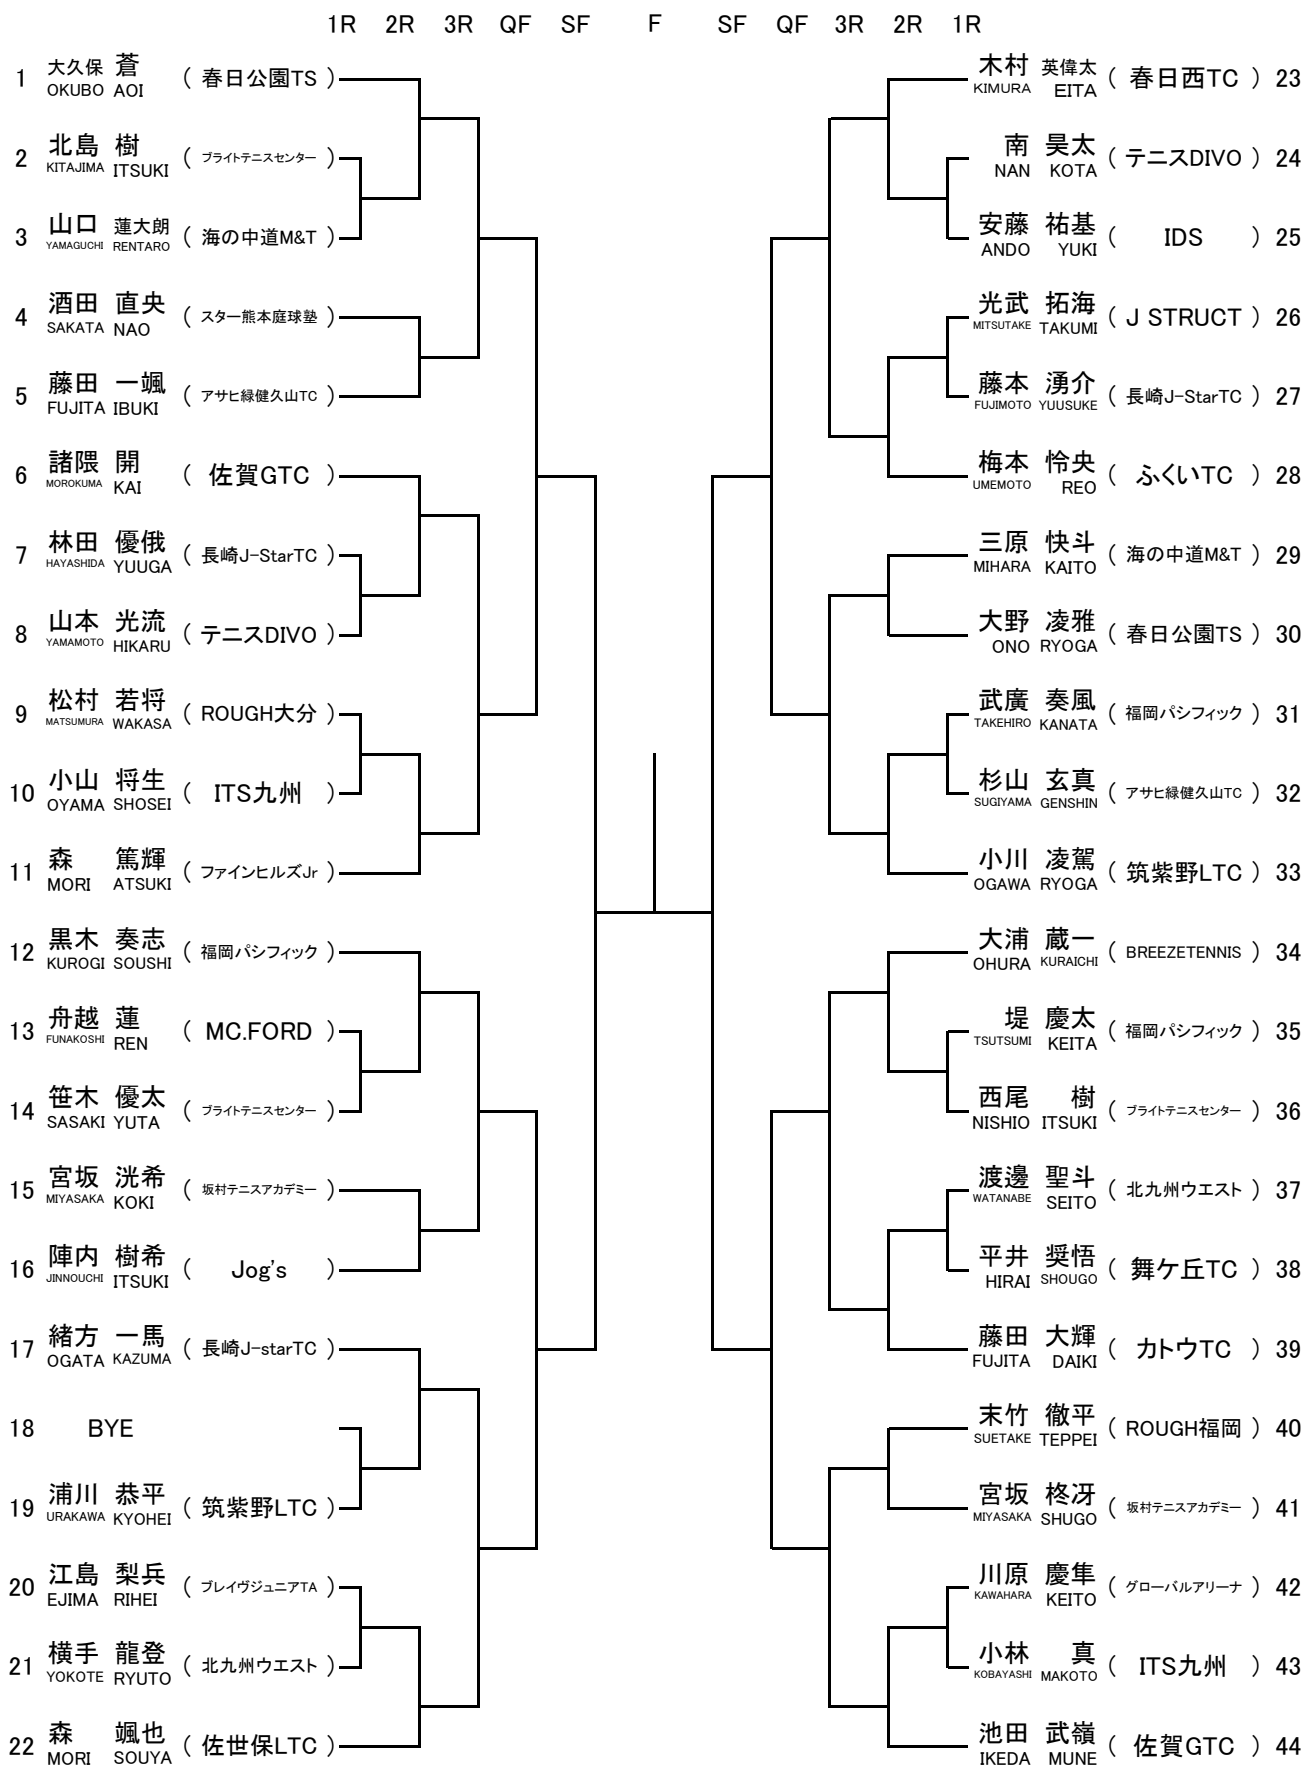 1R 2R 3R QF SF F SF QF 3R 2R 1R
1 大久保 蒼 ( 春日公園TS )
OKUBO AOI
2 北島 樹 ( ブライトテニスセンター )
KITAJIMA ITSUKI
3 山口 蓮大朗 ( 海の中道M&T )
YAMAGUCHI RENTARO
4 酒田 直央 ( スター熊本庭球塾 )
SAKATA NAO
5 藤田 一颯 ( アサヒ緑健久山TC )
FUJITA IBUKI
6 諸隈 開 ( 佐賀GTC )
MOROKUMA KAI
7 林田 優俄 ( 長崎J-StarTC )
HAYASHIDA YUUGA
8 山本 光流 ( テニスDIVO )
YAMAMOTO HIKARU
9 松村 若将 ( ROUGH大分 )
MATSUMURA WAKASA
10 小山 将生 ( ITS九州 )
OYAMA SHOSEI
11 森 篤輝 ( ファインヒルズJr )
MORI ATSUKI
12 黒木 奏志 ( 福岡パシフィック )
KUROGI SOUSHI
13 舟越 蓮 ( MC.FORD )
FUNAKOSHI REN
14 笹木 優太 ( ブライトテニスセンター )
SASAKI YUTA
15 宮坂 洸希 ( 坂村テニスアカデミー )
MIYASAKA KOKI
16 陣内 樹希 ( Jog's )
JINNOUCHI ITSUKI
17 緒方 一馬 ( 長崎J-starTC )
OGATA KAZUMA
18 BYE
19 浦川 恭平 ( 筑紫野LTC )
URAKAWA KYOHEI
20 江島 梨兵 ( ブレイヴジュニアTA )
EJIMA RIHEI
21 横手 龍登 ( 北九州ウエスト )
YOKOTE RYUTO
22 森 颯也 ( 佐世保LTC )
MORI SOUYA
木村 英偉太 ( 春日西TC ) 23
KIMURA EITA
南 昊太 ( テニスDIVO ) 24
NAN KOTA
安藤 祐基 ( IDS ) 25
ANDO YUKI
光武 拓海 ( J STRUCT ) 26
MITSUTAKE TAKUMI
藤本 湧介 ( 長崎J-StarTC ) 27
FUJIMOTO YUUSUKE
梅本 怜央 ( ふくいTC ) 28
UMEMOTO REO
三原 快斗 ( 海の中道M&T ) 29
MIHARA KAITO
大野 凌雅 ( 春日公園TS ) 30
ONO RYOGA
武廣 奏風 ( 福岡パシフィック ) 31
TAKEHIRO KANATA
杉山 玄真 ( アサヒ緑健久山TC ) 32
SUGIYAMA GENSHIN
小川 凌駕 ( 筑紫野LTC ) 33
OGAWA RYOGA
大浦 蔵一 ( BREEZETENNIS ) 34
OHURA KURAICHI
堤 慶太 ( 福岡パシフィック ) 35
TSUTSUMI KEITA
西尾 樹 ( ブライトテニスセンター ) 36
NISHIO ITSUKI
渡邊 聖斗 ( 北九州ウエスト ) 37
WATANABE SEITO
平井 奨悟 ( 舞ケ丘TC ) 38
HIRAI SHOUGO
藤田 大輝 ( カトウTC ) 39
FUJITA DAIKI
末竹 徹平 ( ROUGH福岡 ) 40
SUETAKE TEPPEI
宮坂 柊冴 ( 坂村テニスアカデミー ) 41
MIYASAKA SHUGO
川原 慶隼 ( グローバルアリーナ ) 42
KAWAHARA KEITO
小林 真 ( ITS九州 ) 43
KOBAYASHI MAKOTO
池田 武嶺 ( 佐賀GTC ) 44
IKEDA MUNE